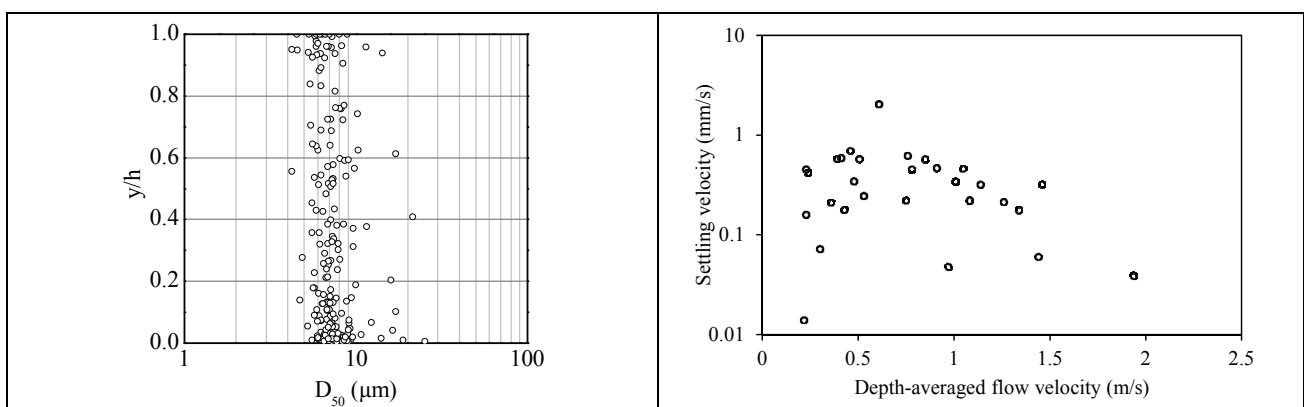 1.0
0.8
0.6
0.4
0.2
0.0
y/h
1 10 100
D50 (μm)
10
1
0.1
0.01
Settling velocity (mm/s)
0 0.5 1 1.5 2 2.5
Depth-averaged flow velocity (m/s)